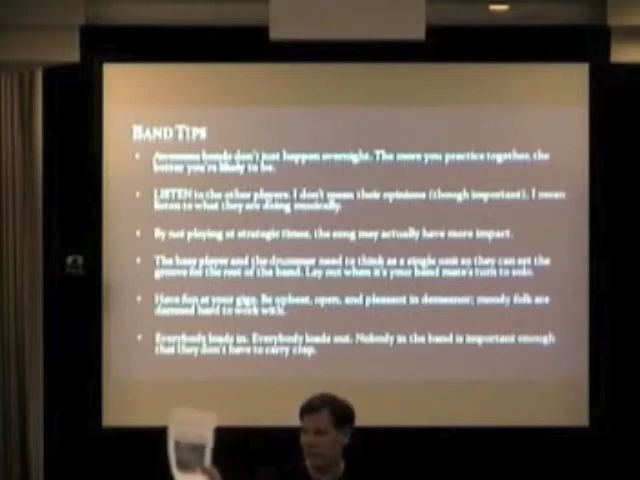 BAND TIPS
• Awesome bands don't just happen overnight. The more you practice together, the
better you're likely to be.
• LISTEN to the other players. I don't mean their opinions (though important). I mean
listen to what they are doing musically.
• By not playing at strategic times, the song may actually have more impact.
• The bass player and the drummer need to think as a single unit so they can set the
groove for the rest of the band. Lay out when it's your band mate's turn to solo.
• Have fun at your gigs. Be upbeat, open, and pleasant in demeanor; moody folk are
damned hard to work with.
• Everybody loads in. Everybody loads out. Nobody in the band is important enough
that they don't have to carry